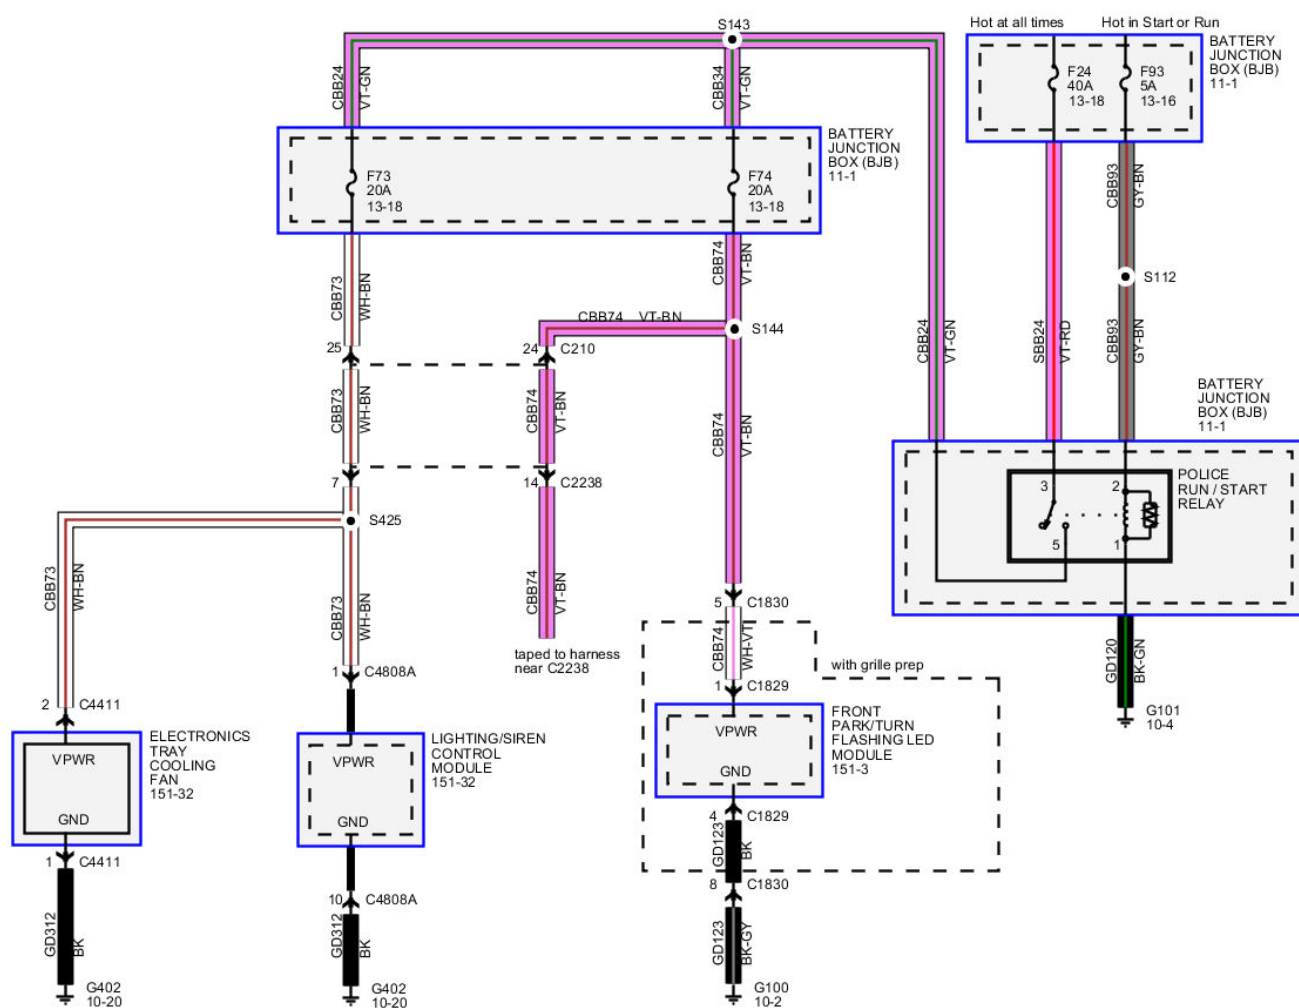 S143
Hot at all times
Hot in Start or Run
BATTERY
JUNCTION
BOX (BJB)
11-1
F24
40A
13-18
F93
5A
13-16
CBB24
VT-GN
CBB34
VT-GN
BATTERY
JUNCTION
BOX (BJB)
11-1
F73
20A
13-18
F74
20A
13-18
CBB93
GY-BN
CBB73
WH-BN
CBB74
VT-BN
S112
CBB74 VT-BN
S144
25
24
C210
CBB24
VT-GN
SBB24
VT-RD
CBB93
GY-BN
CBB73
WH-BN
CBB74
VT-BN
CBB74
VT-BN
BATTERY
JUNCTION
BOX (BJB)
11-1
7
14
C2238
POLICE
RUN / START
RELAY
3
2
5
1
S425
CBB73
WH-BN
CBB73
WH-BN
CBB74
VT-BN
5
C1830
CBB74
WH-VT
taped to harness
near C2238
with grille prep
GD120
BK-GN
1
C4808A
1
C1829
2
C4411
G101
10-4
ELECTRONICS
TRAY
COOLING
FAN
151-32
VPWR
GND
LIGHTING/SIREN
CONTROL
MODULE
151-32
VPWR
GND
FRONT
PARK/TURN
FLASHING LED
MODULE
151-3
VPWR
GND
4
C1829
GD123
BK
1
C4411
8
C1830
10
C4808A
GD312
BK
GD312
BK
GD123
BK-GY
G402
10-20
G402
10-20
G100
10-2